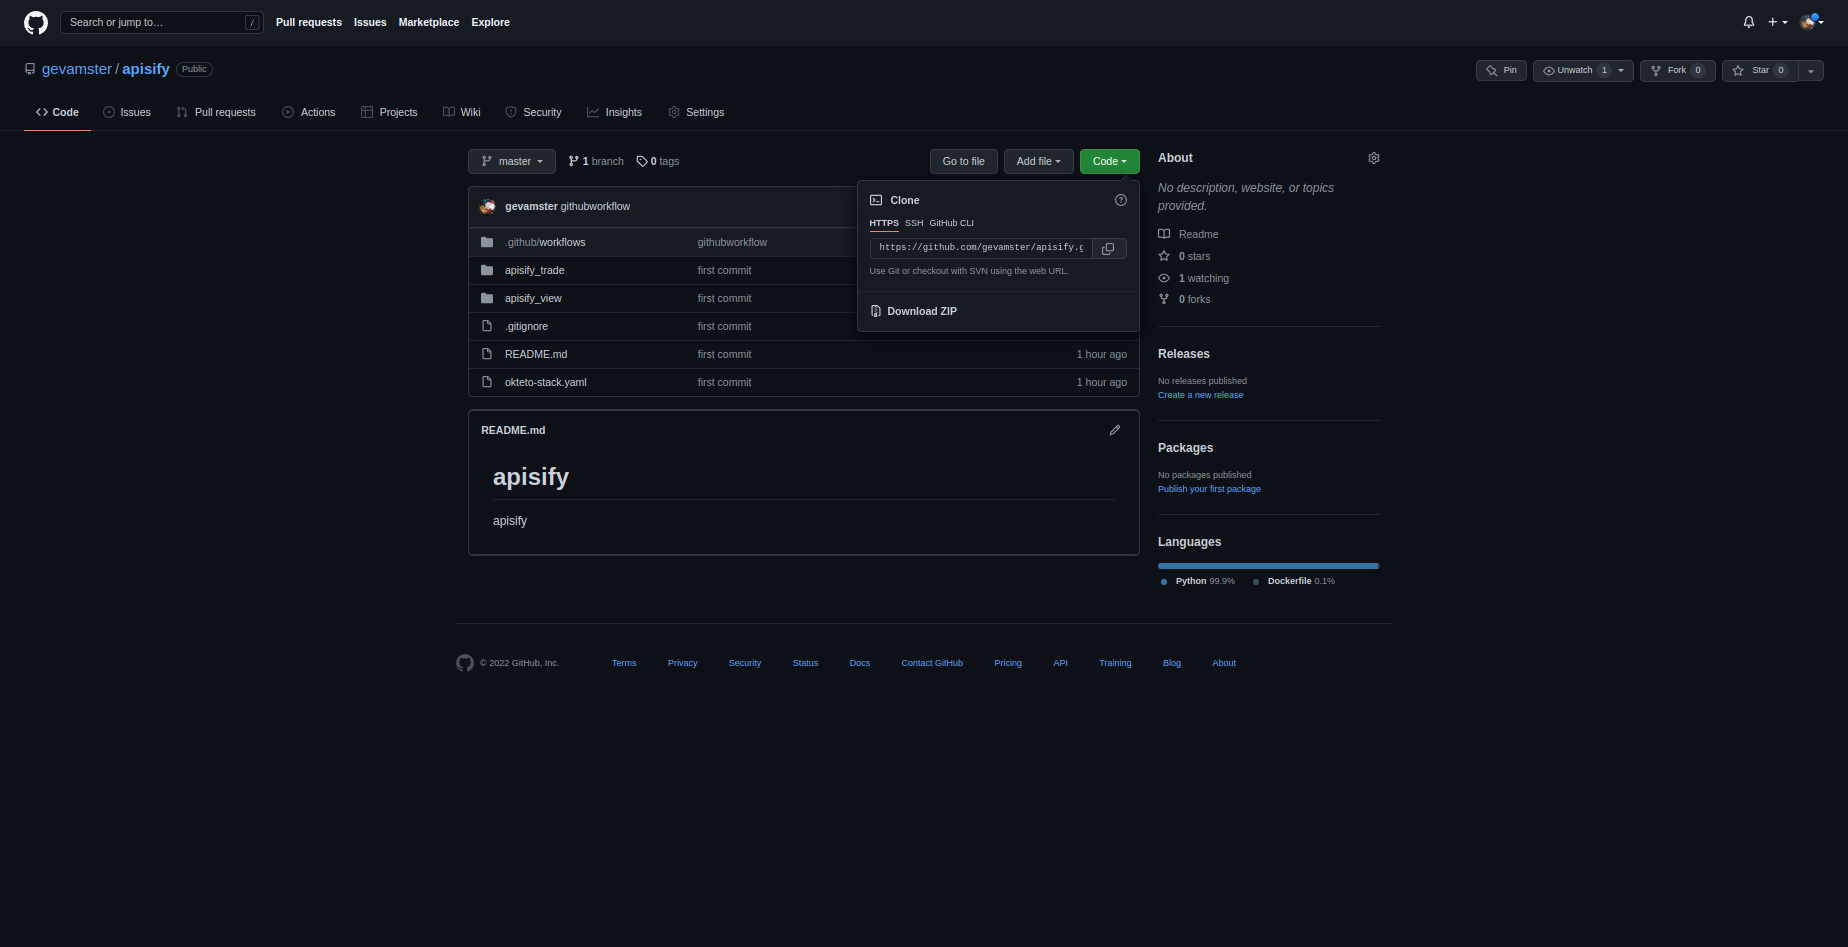 Search or jump to… /
Pull requests Issues Marketplace Explore
gevamster / apisify Public
Pin Unwatch 1 Fork 0 Star 0
Code Issues Pull requests Actions Projects Wiki Security Insights Settings
master 1 branch 0 tags Go to file Add file Code
gevamster githubworkflow
.github/workflows githubworkflow
apisify_trade first commit
apisify_view first commit
.gitignore first commit
README.md first commit 1 hour ago
okteto-stack.yaml first commit 1 hour ago
Clone
HTTPS SSH GitHub CLI
https://github.com/gevamster/apisify.g
Use Git or checkout with SVN using the web URL.
Download ZIP
README.md
apisify
apisify
About
No description, website, or topics
provided.
Readme
0 stars
1 watching
0 forks
Releases
No releases published
Create a new release
Packages
No packages published
Publish your first package
Languages
Python 99.9% Dockerfile 0.1%
© 2022 GitHub, Inc. Terms Privacy Security Status Docs Contact GitHub Pricing API Training Blog About